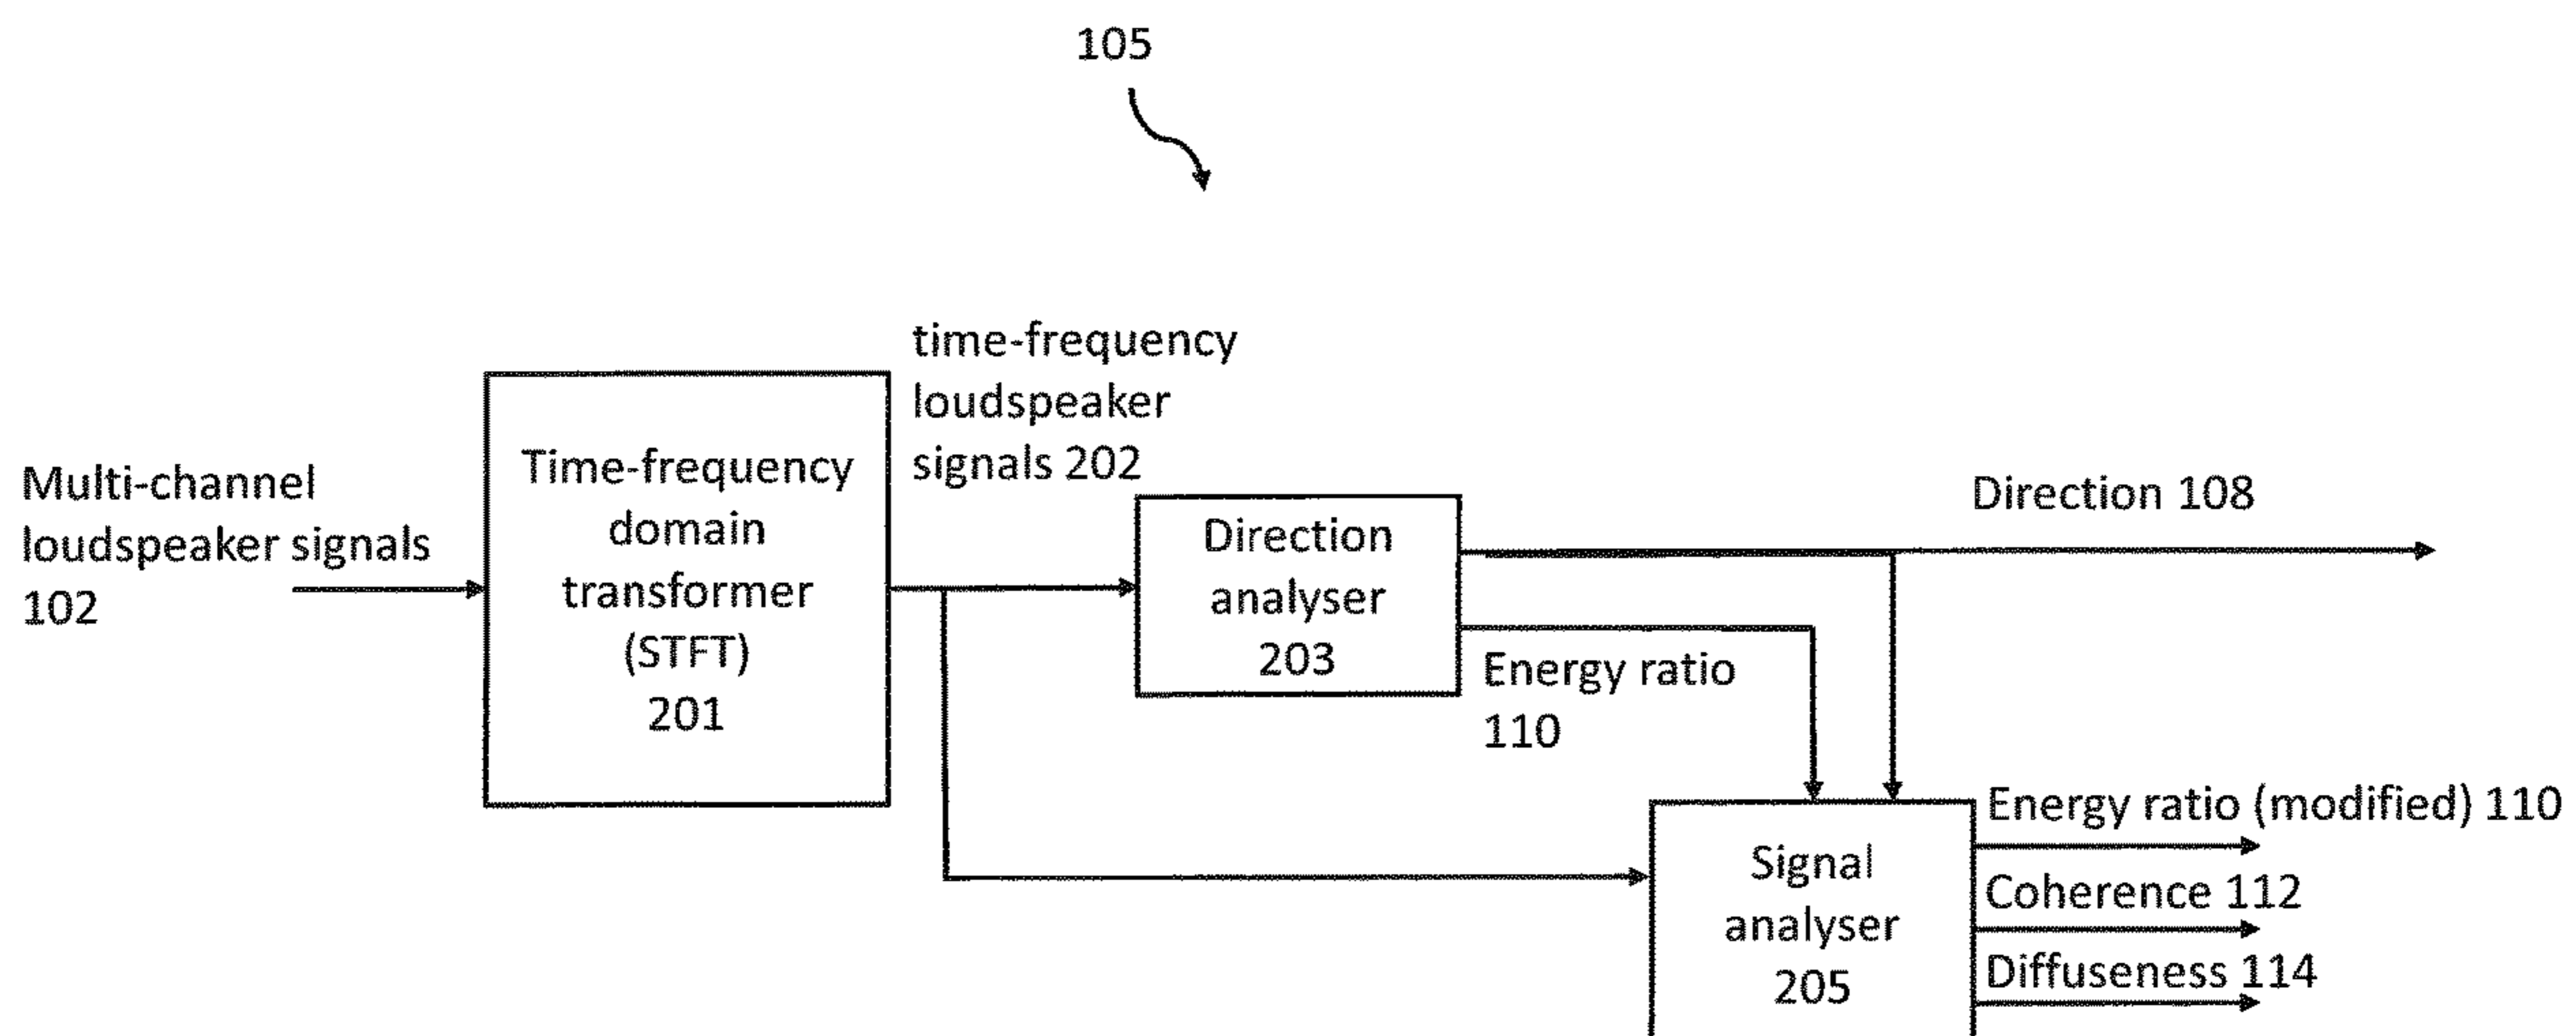 105
time-frequency
loudspeaker
signals 202
Multi-channel
loudspeaker signals
102
Time-frequency
domain
transformer
(STFT)
201
Direction
analyser
203
Direction 108
Energy ratio
110
Signal
analyser
205
Energy ratio (modified) 110
Coherence 112
Diffuseness 114